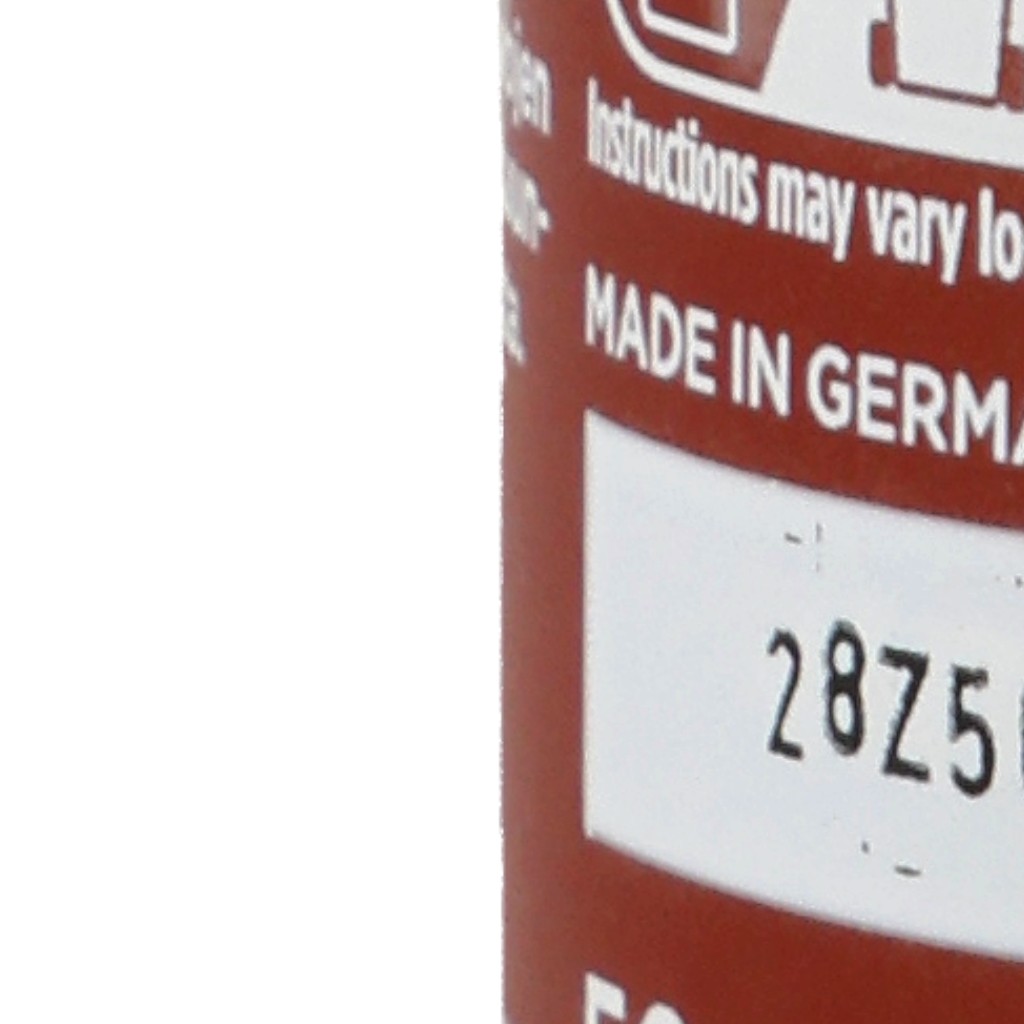 Instructions may vary lo
MADE IN GERMA
28Z5